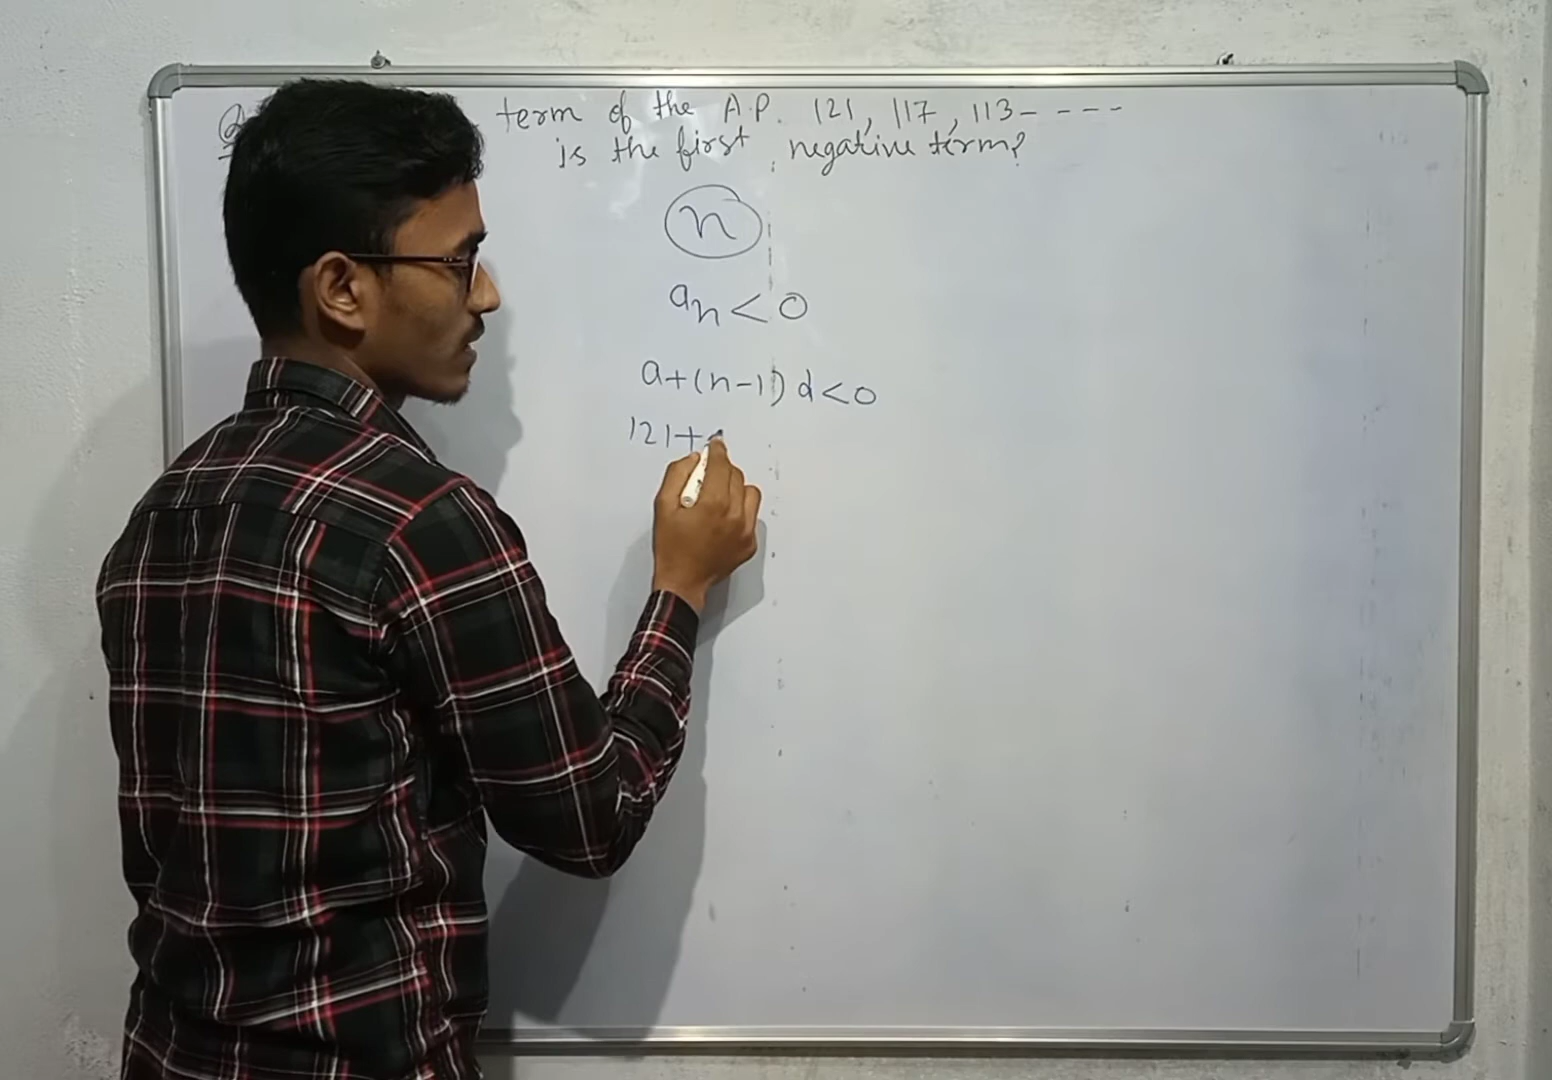 term of the A.P. 121, 117, 113- - - -
is the first negative term?
n
an < 0
a+(n-1) d < 0
121+